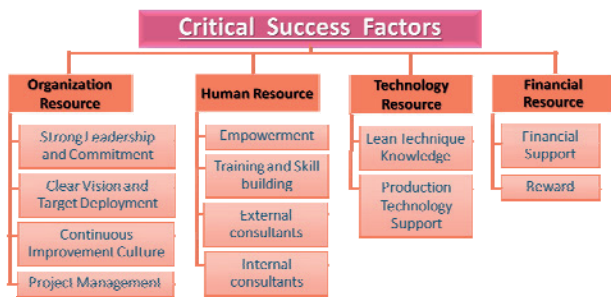 Critical Success Factors
Organization
Resource
Strong Leadership
and Commitment
Clear Vision and
Target Deployment
Continuous
Improvement Culture
Project Management
Human Resource
Empowerment
Training and Skill
building
External
consultants
Internal
consultants
Technology
Resource
Lean Technique
Knowledge
Production
Technology
Support
Financial
Resource
Financial
Support
Reward